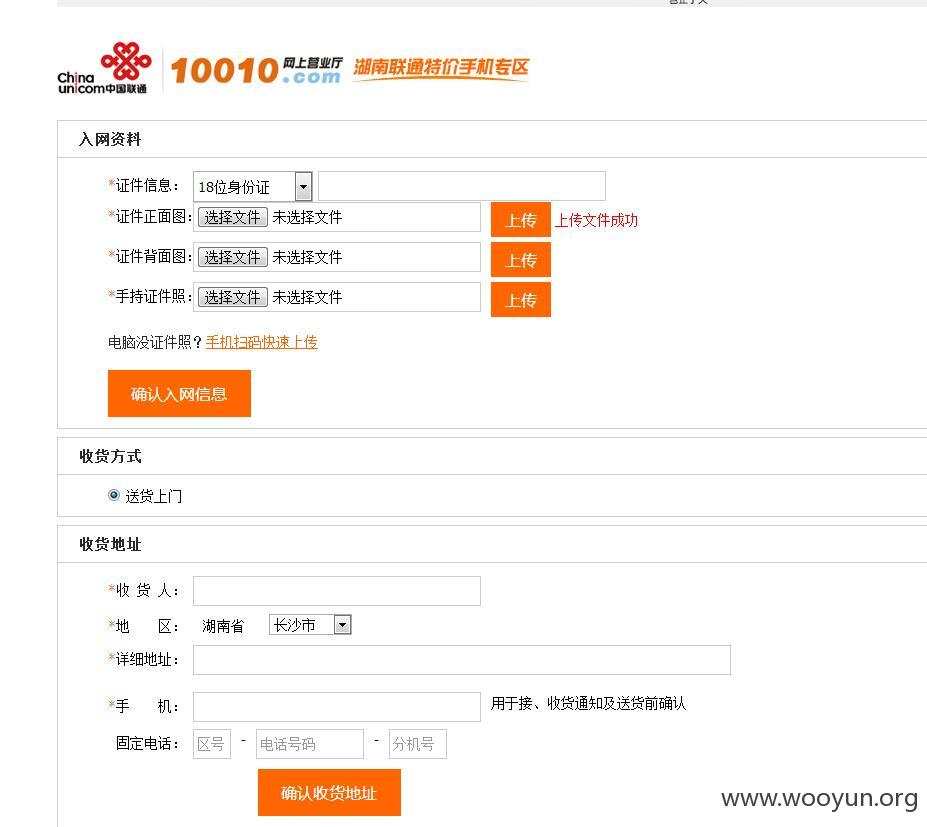 China
unicom中国联通
10010 网上营业厅
.com
湖南联通特价手机专区
入网资料
*证件信息： 18位身份证
*证件正面图： 选择文件 未选择文件 上传 上传文件成功
*证件背面图： 选择文件 未选择文件 上传
*手持证件照： 选择文件 未选择文件 上传
电脑没证件照？手机扫码快速上传
确认入网信息
收货方式
送货上门
收货地址
*收 货 人：
*地 区： 湖南省 长沙市
*详细地址：
*手 机： 用于接、收货通知及送货前确认
固定电话： 区号 - 电话号码 - 分机号
确认收货地址
www.wooyun.org